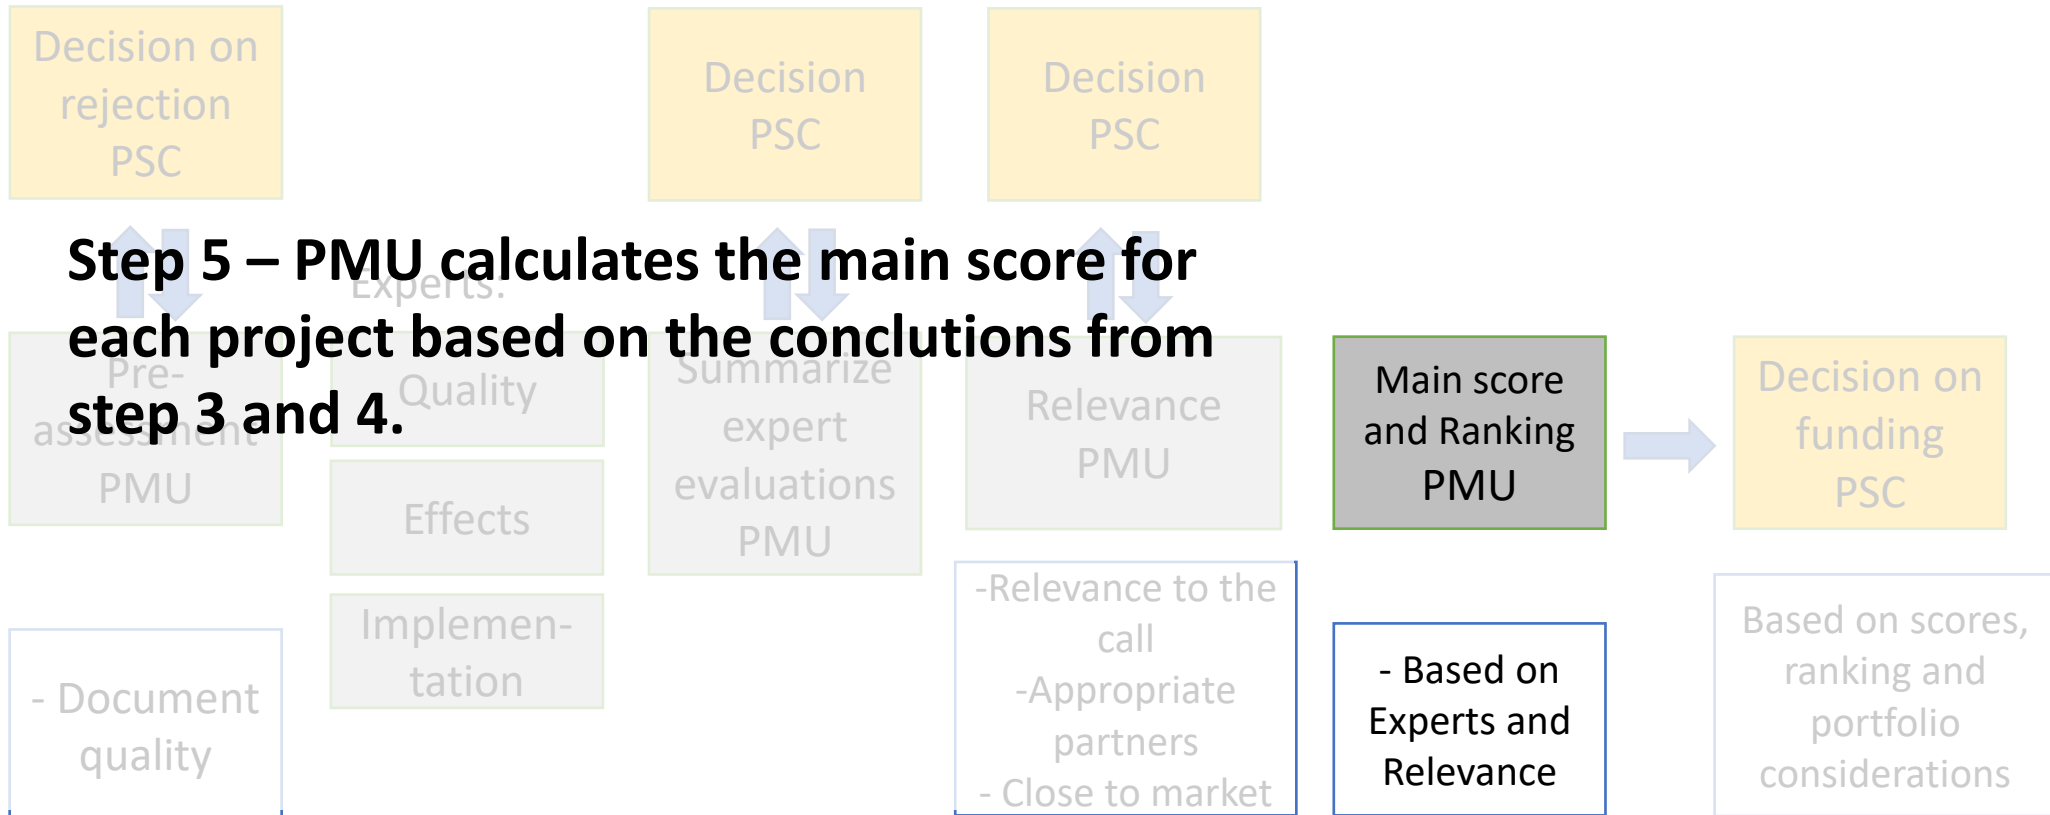 Decision on
rejection
PSC
Decision
PSC
Decision
PSC
Step 5 – PMU calculates the main score for
each project based on the conclutions from
step 3 and 4.
Pre-
assessment
PMU
Experts:
Quality
Effects
Implemen-
tation
Summarize
expert
evaluations
PMU
Relevance
PMU
Main score
and Ranking
PMU
Decision on
funding
PSC
- Document
quality
-Relevance to the
call
-Appropriate
partners
- Close to market
- Based on
Experts and
Relevance
Based on scores,
ranking and
portfolio
considerations